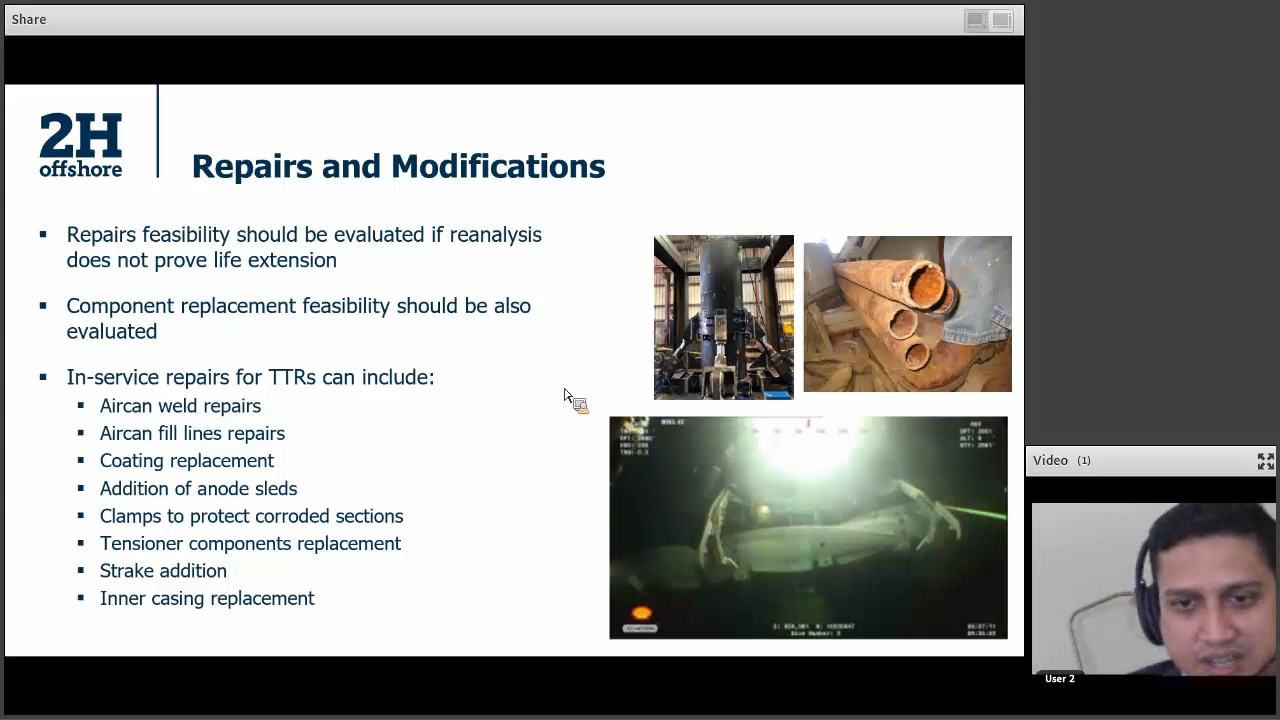 Share
2H
offshore
Repairs and Modifications
▪ Repairs feasibility should be evaluated if reanalysis
does not prove life extension
▪ Component replacement feasibility should be also
evaluated
▪ In-service repairs for TTRs can include:
▪ Aircan weld repairs
▪ Aircan fill lines repairs
▪ Coating replacement
▪ Addition of anode sleds
▪ Clamps to protect corroded sections
▪ Tensioner components replacement
▪ Strake addition
▪ Inner casing replacement
Video (1)
User 2